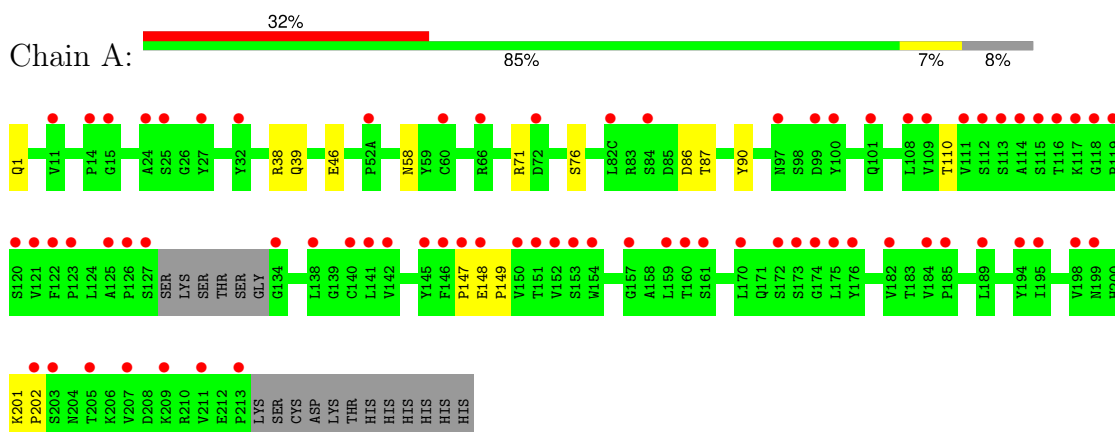 32%
Chain A:
85% 7% 8%
Q1 V11 P14 G15 A24 S25 G26 Y27 Y32 R38 Q39 E46 P52A N58 Y59 C60 R66 R71 D72 S76 L82C R83 S84 D85 D86 T87 Y90 N97 S98 D99 Y100 Q101 L108 V109 T110 V111 S112 S113 A114 S115 T116 K117 G118 P119
S120 V121 F122 P123 L124 A125 P126 S127 SER LYS SER THR SER GLY G134 L138 G139 C140 L141 V142 Y145 F146 P147 E148 P149 V150 T151 V152 S153 W154 G157 A158 L159 T160 S161 L170 Q171 S172 S173 G174 L175 Y176 V182 T183 V184 P185 L189 Y194 I195 V198 N199 H200
K201 P202 S203 N204 T205 K206 V207 D208 K209 R210 V211 E212 P213 LYS SER CYS ASP LYS THR HIS HIS HIS HIS HIS HIS